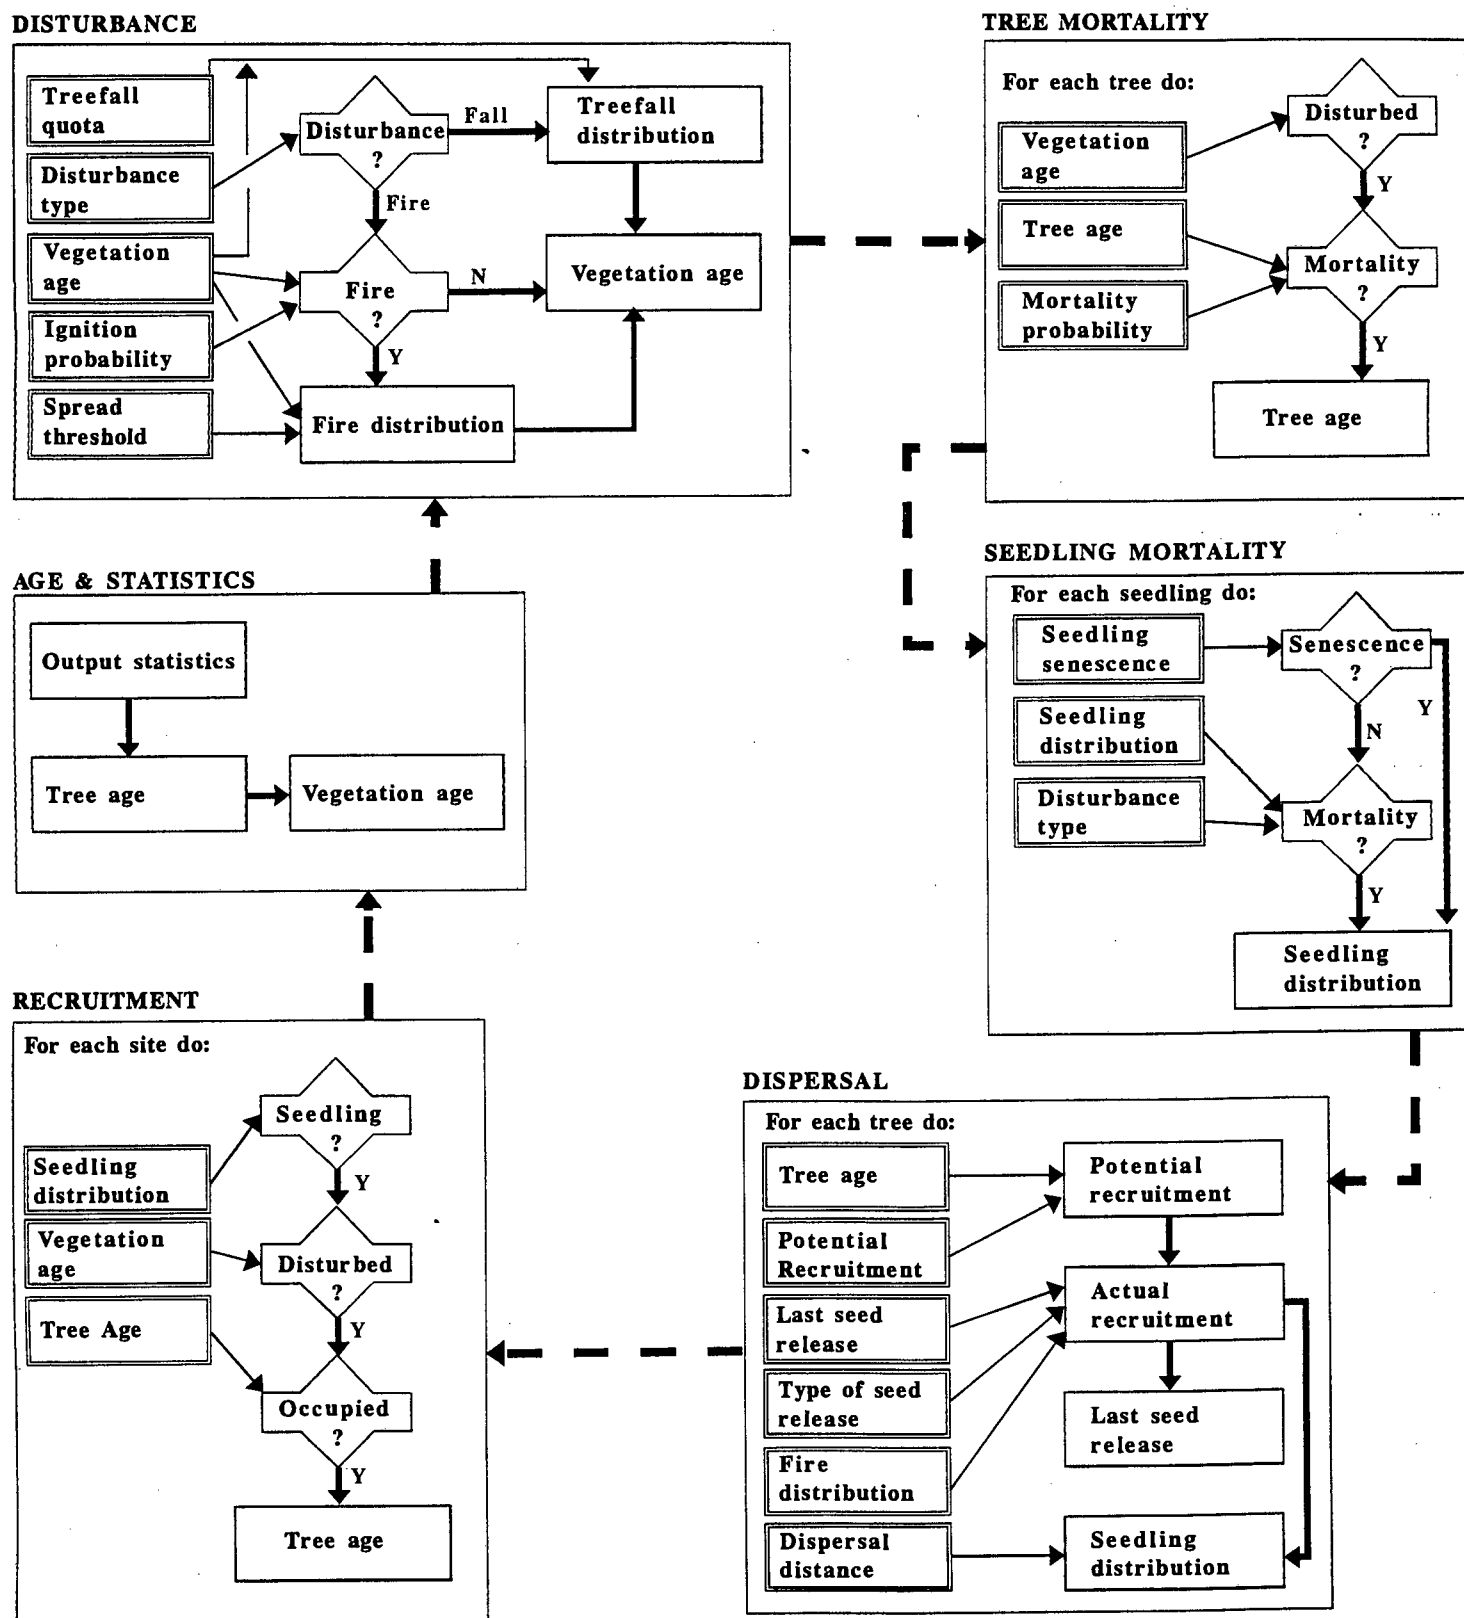 DISTURBANCE
Treefall
quota
Disturbance
type
Vegetation
age
Ignition
probability
Spread
threshold
Disturbance
?
Fall
Fire
Fire
?
N
Y
Treefall
distribution
Vegetation age
Fire distribution
TREE MORTALITY
For each tree do:
Vegetation
age
Tree age
Mortality
probability
Disturbed
?
Y
Mortality
?
Y
Tree age
AGE & STATISTICS
Output statistics
Tree age
Vegetation age
SEEDLING MORTALITY
For each seedling do:
Seedling
senescence
Seedling
distribution
Disturbance
type
Senescence
?
Y
N
Mortality
?
Y
Seedling
distribution
RECRUITMENT
For each site do:
Seedling
distribution
Vegetation
age
Tree Age
Seedling
?
Y
Disturbed
?
Y
Occupied
?
Y
Tree age
DISPERSAL
For each tree do:
Tree age
Potential
Recruitment
Last seed
release
Type of seed
release
Fire
distribution
Dispersal
distance
Potential
recruitment
Actual
recruitment
Last seed
release
Seedling
distribution